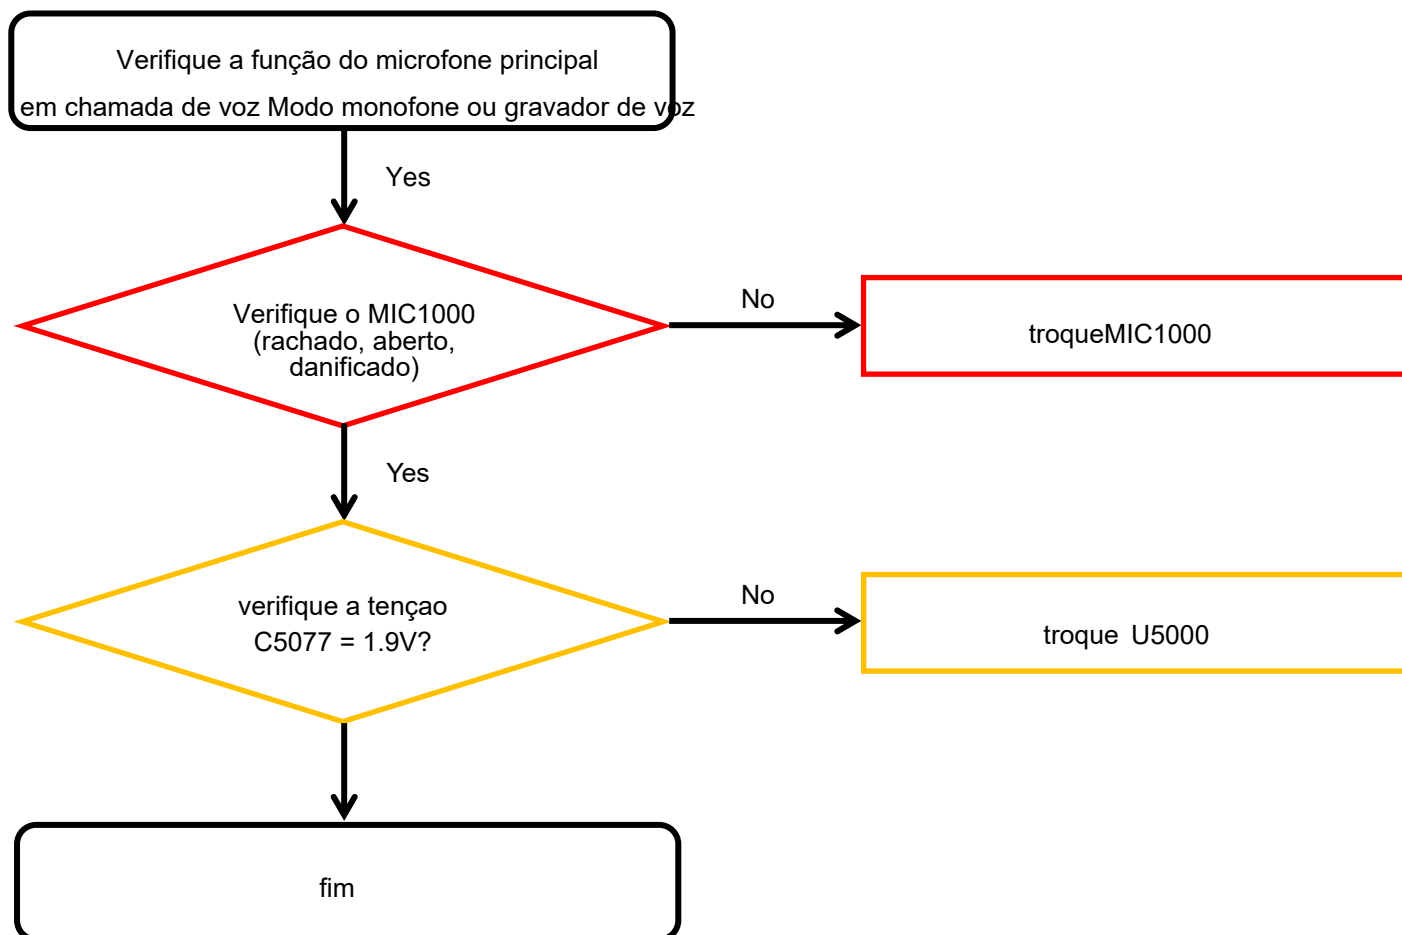 Verifique a função do microfone principal
em chamada de voz Modo monofone ou gravador de voz
Yes
Verifique o MIC1000
(rachado, aberto,
danificado)
No
troqueMIC1000
Yes
verifique a tençao
C5077 = 1.9V?
No
troque U5000
fim